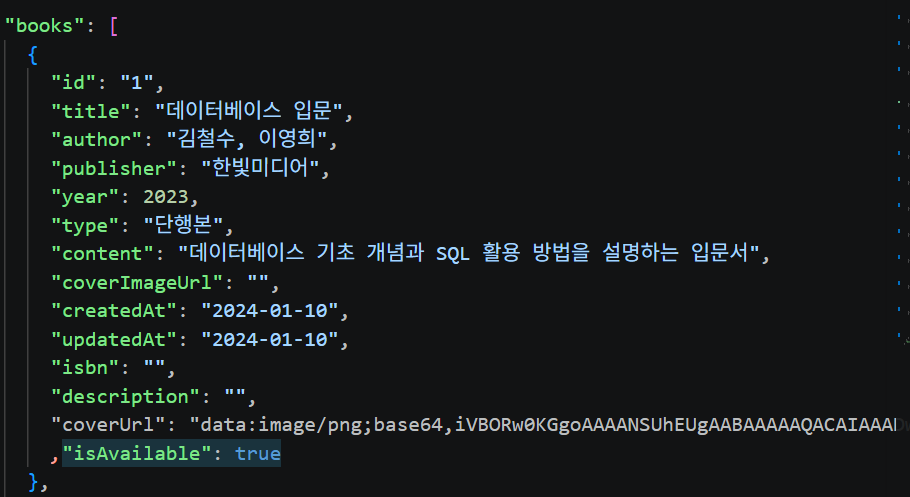 "books": [
{
"id": "1",
"title": "데이터베이스 입문",
"author": "김철수, 이영희",
"publisher": "한빛미디어",
"year": 2023,
"type": "단행본",
"content": "데이터베이스 기초 개념과 SQL 활용 방법을 설명하는 입문서",
"coverImageUrl": "",
"createdAt": "2024-01-10",
"updatedAt": "2024-01-10",
"isbn": "",
"description": "",
"coverUrl": "data:image/png;base64,iVBORw0KGgoAAAANSUhEUgAABAAAAAQACAIAAAD
,"isAvailable": true
},